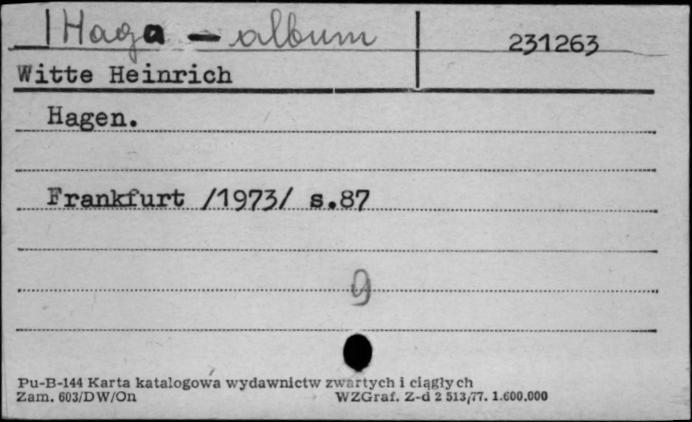 Haga - album 231263
Witte Heinrich
Hagen.
Frankfurt /1973/ s.87
g
Pu-B-144 Karta katalogowa wydawnictw zwartych i ciągłych
Zam. 603/DW/On WZGraf. Z-d 2 513/77. 1.600.000